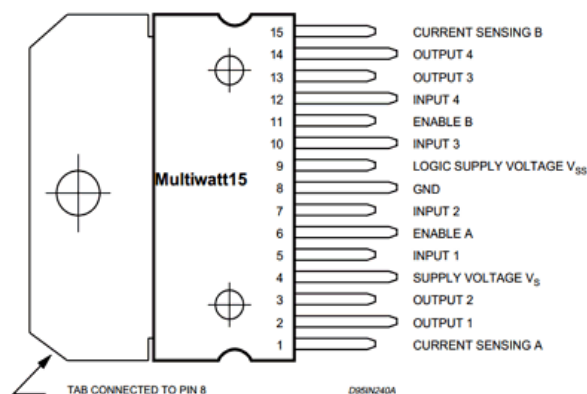 15 CURRENT SENSING B
14 OUTPUT 4
13 OUTPUT 3
12 INPUT 4
11 ENABLE B
10 INPUT 3
9 LOGIC SUPPLY VOLTAGE VSS
Multiwatt15
8 GND
7 INPUT 2
6 ENABLE A
5 INPUT 1
4 SUPPLY VOLTAGE VS
3 OUTPUT 2
2 OUTPUT 1
1 CURRENT SENSING A
TAB CONNECTED TO PIN 8
D95IN240A